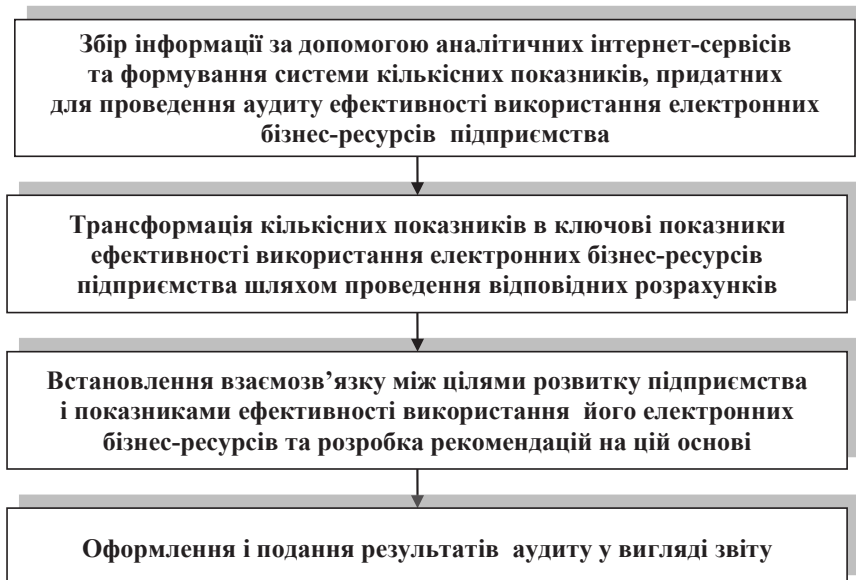 Збір інформації за допомогою аналітичних інтернет-сервісів
та формування системи кількісних показників, придатних
для проведення аудиту ефективності використання електронних
бізнес-ресурсів підприємства
Трансформація кількісних показників в ключові показники
ефективності використання електронних бізнес-ресурсів
підприємства шляхом проведення відповідних розрахунків
Встановлення взаємозв’язку між цілями розвитку підприємства
і показниками ефективності використання його електронних
бізнес-ресурсів та розробка рекомендацій на цій основі
Оформлення і подання результатів аудиту у вигляді звіту